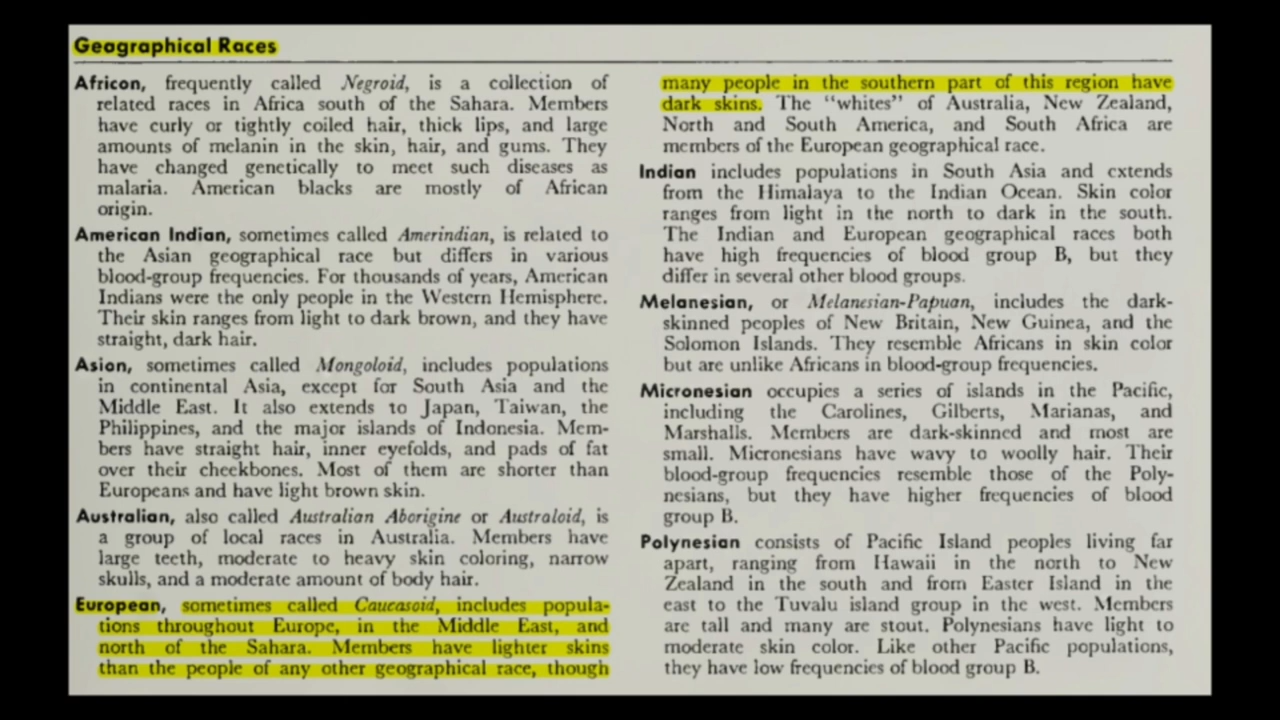 Geographical Races
African, frequently called Negroid, is a collection of
related races in Africa south of the Sahara. Members
have curly or tightly coiled hair, thick lips, and large
amounts of melanin in the skin, hair, and gums. They
have changed genetically to meet such diseases as
malaria. American blacks are mostly of African
origin.
American Indian, sometimes called Amerindian, is related to
the Asian geographical race but differs in various
blood-group frequencies. For thousands of years, American
Indians were the only people in the Western Hemisphere.
Their skin ranges from light to dark brown, and they have
straight, dark hair.
Asian, sometimes called Mongoloid, includes populations
in continental Asia, except for South Asia and the
Middle East. It also extends to Japan, Taiwan, the
Philippines, and the major islands of Indonesia. Mem-
bers have straight hair, inner eyefolds, and pads of fat
over their cheekbones. Most of them are shorter than
Europeans and have light brown skin.
Australian, also called Australian Aborigine or Australoid, is
a group of local races in Australia. Members have
large teeth, moderate to heavy skin coloring, narrow
skulls, and a moderate amount of body hair.
European, sometimes called Caucasoid, includes popula-
tions throughout Europe, in the Middle East, and
north of the Sahara. Members have lighter skins
than the people of any other geographical race, though
many people in the southern part of this region have
dark skins. The "whites" of Australia, New Zealand,
North and South America, and South Africa are
members of the European geographical race.
Indian includes populations in South Asia and extends
from the Himalaya to the Indian Ocean. Skin color
ranges from light in the north to dark in the south.
The Indian and European geographical races both
have high frequencies of blood group B, but they
differ in several other blood groups.
Melanesian, or Melanesian-Papuan, includes the dark-
skinned peoples of New Britain, New Guinea, and the
Solomon Islands. They resemble Africans in skin color
but are unlike Africans in blood-group frequencies.
Micronesian occupies a series of islands in the Pacific,
including the Carolines, Gilberts, Marianas, and
Marshalls. Members are dark-skinned and most are
small. Micronesians have wavy to woolly hair. Their
blood-group frequencies resemble those of the Poly-
nesians, but they have higher frequencies of blood
group B.
Polynesian consists of Pacific Island peoples living far
apart, ranging from Hawaii in the north to New
Zealand in the south and from Easter Island in the
east to the Tuvalu island group in the west. Members
are tall and many are stout. Polynesians have light to
moderate skin color. Like other Pacific populations,
they have low frequencies of blood group B.